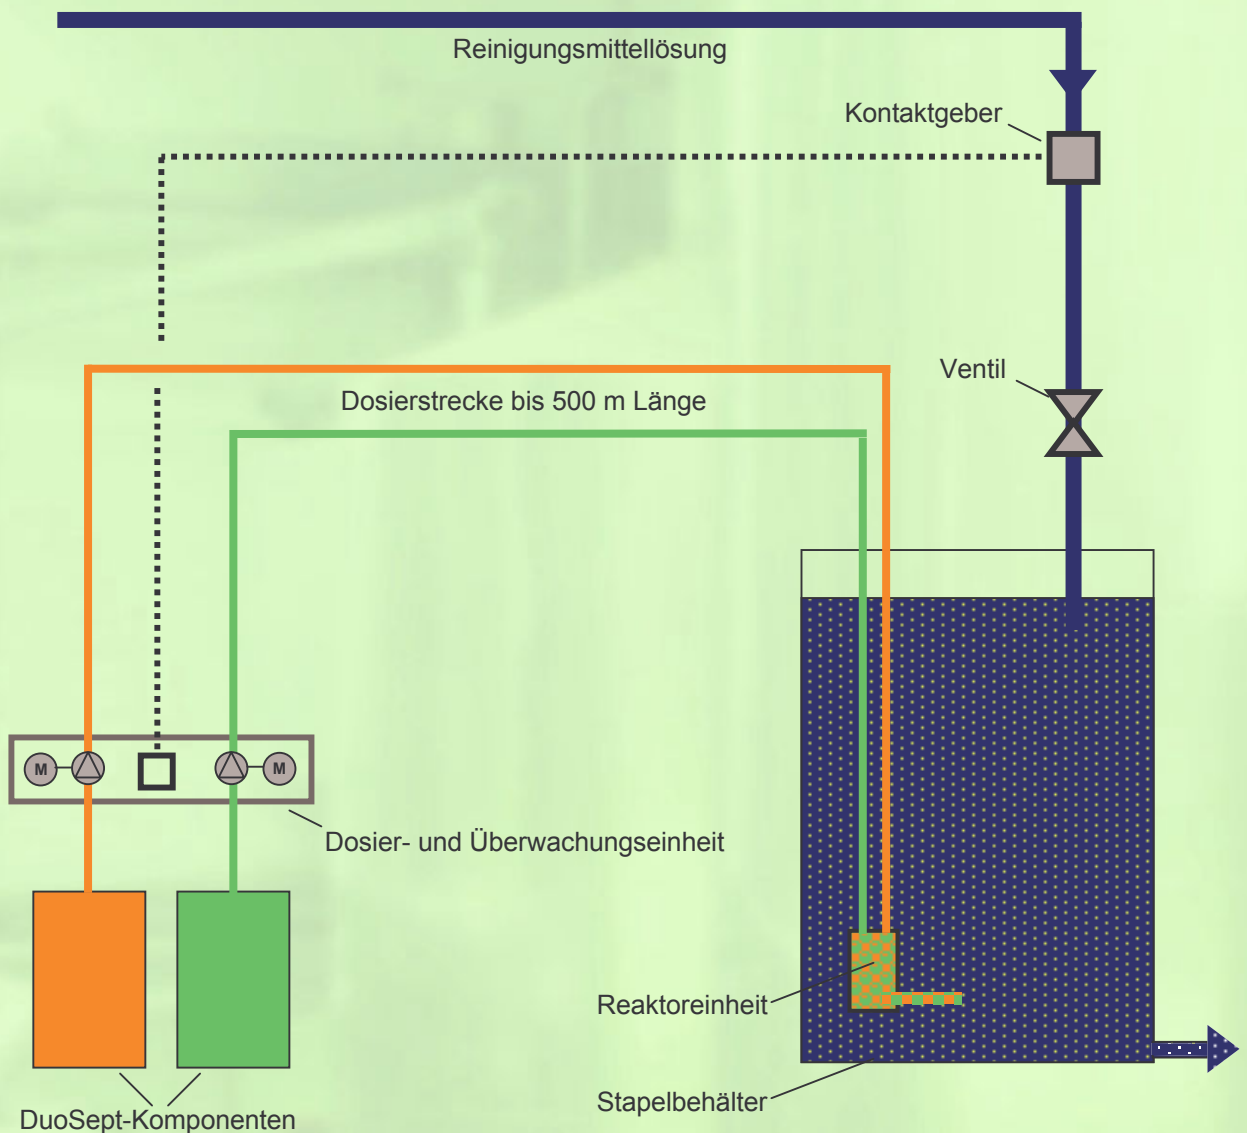 Reinigungsmittellösung
Kontaktgeber
Ventil
Dosierstrecke bis 500 m Länge
M
M
Dosier- und Überwachungseinheit
Reaktoreinheit
Stapelbehälter
DuoSept-Komponenten